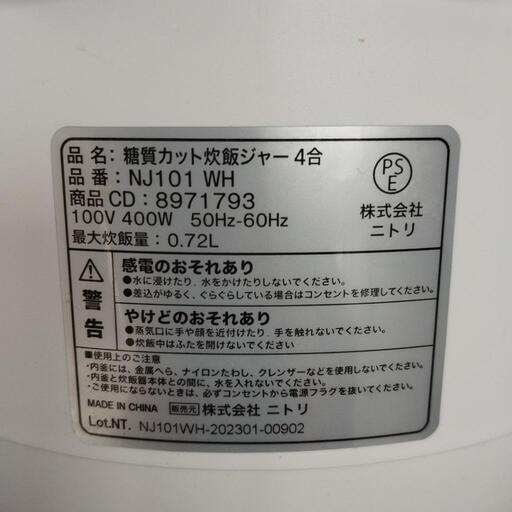 品 名: 糖質カット炊飯ジャー 4合
品 番: NJ101 WH
商品 CD: 8971793
100V 400W 50Hz-60Hz
最大炊飯量: 0.72L
PS
E
株式会社
ニトリ
警告
感電のおそれあり
●水に浸けたり、水をかけたりしないでください。
●差込がゆるく、ぐらぐらしている場合はコンセントを修理してください。
やけどのおそれあり
●蒸気口に手や顔を近付けたり、手を触れないでください。
●炊飯中はふたを開けないでください。
■使用上のご注意
・内釜には、金属へら、ナイロンたわし、クレンザーなどを使用しないでください。
・内釜と炊飯器本体との間に、水を入れないでください。
・ご使用にならないときは、必ずコンセントから電源プラグを抜いてください。
MADE IN CHINA 販売元 株式会社 ニトリ
Lot.NT. NJ101WH-202301-00902